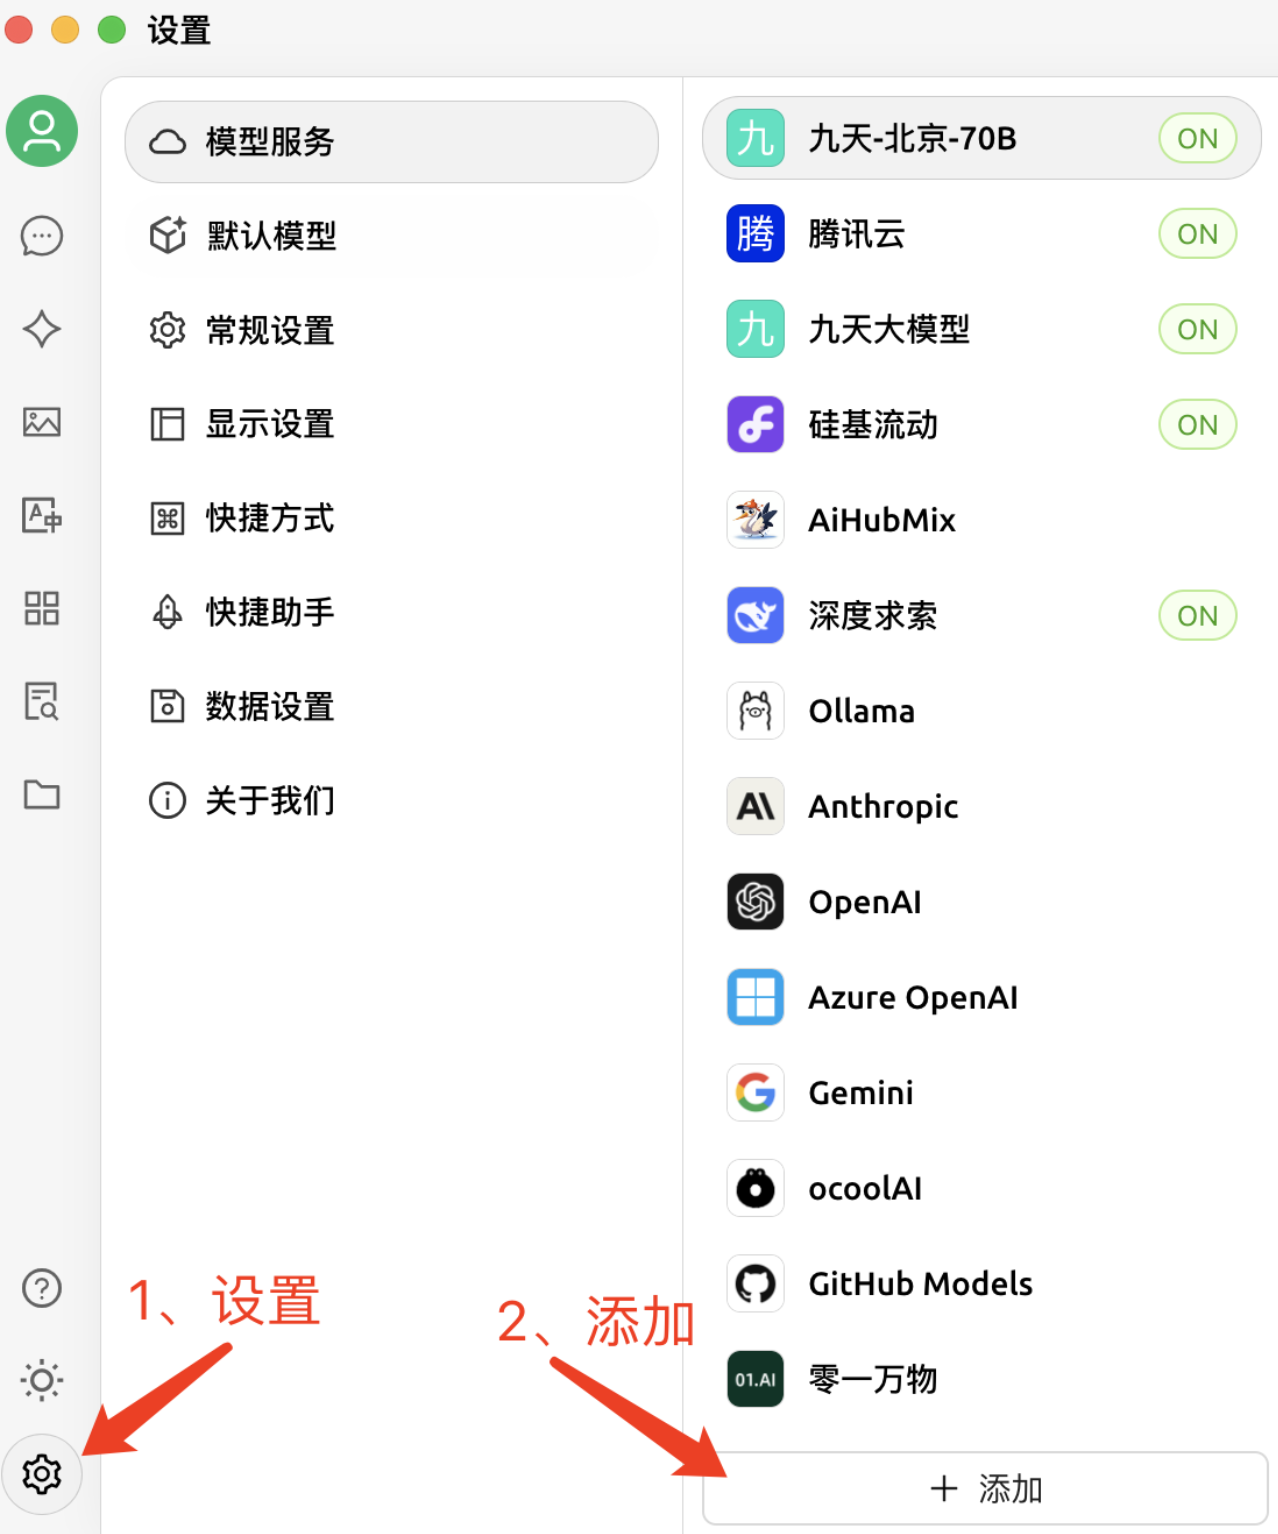 设置
模型服务
默认模型
常规设置
显示设置
快捷方式
快捷助手
数据设置
关于我们
九
九天-北京-70B
ON
腾
腾讯云
ON
九
九天大模型
ON
硅基流动
ON
AiHubMix
深度求索
ON
Ollama
Anthropic
OpenAI
Azure OpenAI
Gemini
ocoolAI
GitHub Models
01.AI
零一万物
1、设置
2、添加
+ 添加